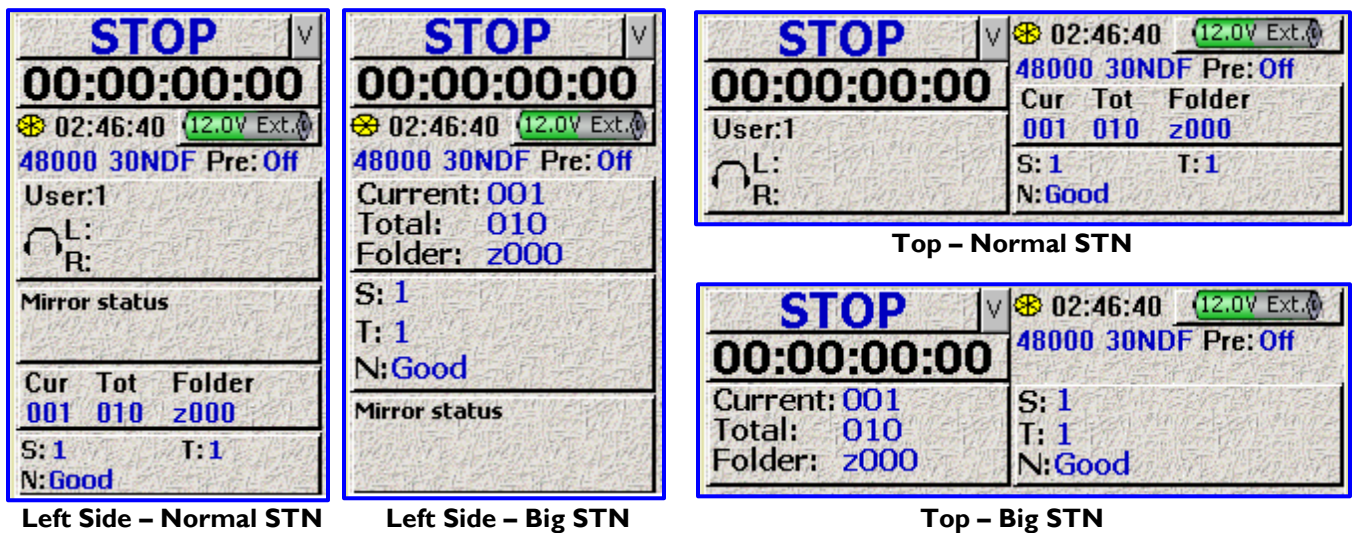 STOP V
00:00:00:00
02:46:40 12.0V Ext.
48000 30NDF Pre: Off
User:1
L:
R:
Mirror status
Cur Tot Folder
001 010 z000
S: 1 T: 1
N: Good
Left Side – Normal STN
STOP V
00:00:00:00
02:46:40 12.0V Ext.
48000 30NDF Pre: Off
Current: 001
Total: 010
Folder: z000
S: 1
T: 1
N: Good
Mirror status
Left Side – Big STN
STOP V
00:00:00:00
User:1
L:
R:
02:46:40 12.0V Ext.
48000 30NDF Pre: Off
Cur Tot Folder
001 010 z000
S: 1 T: 1
N: Good
Top – Normal STN
STOP V
00:00:00:00
Current: 001
Total: 010
Folder: z000
02:46:40 12.0V Ext.
48000 30NDF Pre: Off
S: 1
T: 1
N: Good
Top – Big STN